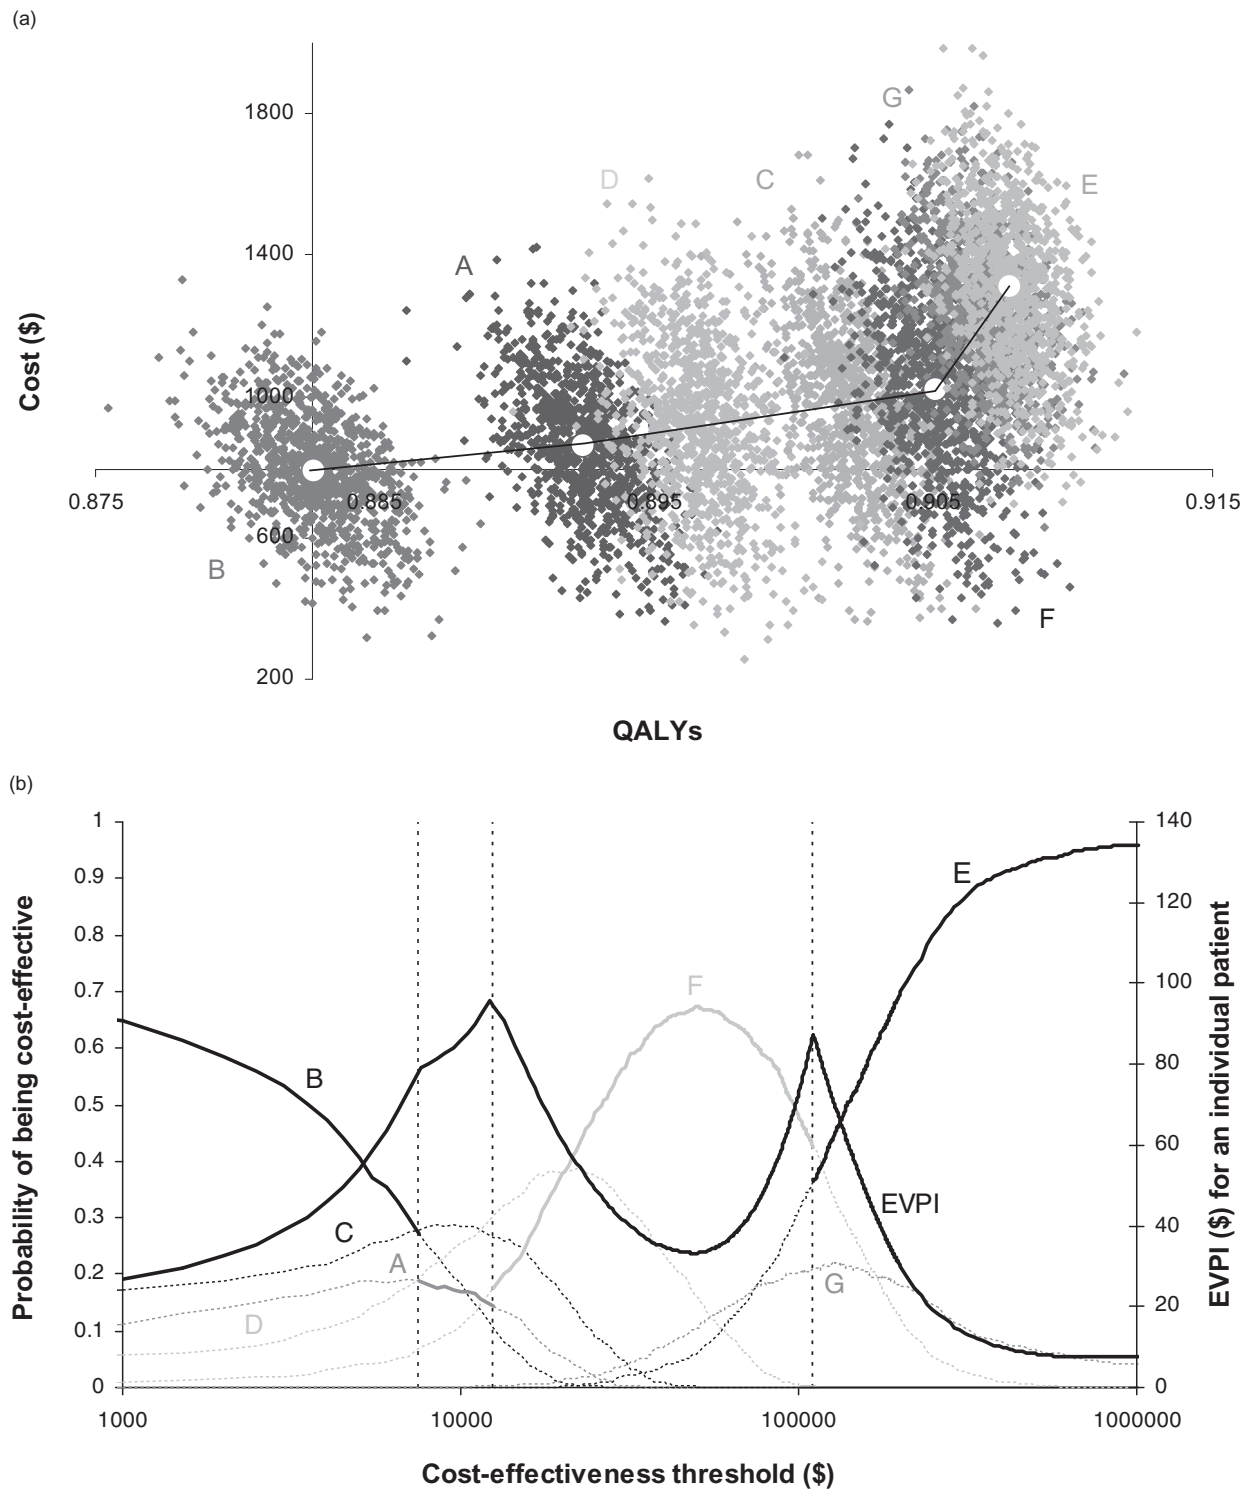 (a)
G
1800
D
C
E
A
1400
Cost ($)
1000
0.875
0.885
0.895
0.905
0.915
600
B
F
200
QALYs
(b)
1
140
0.9
E
120
0.8
0.7
F
100
0.6
B
80
0.5
60
0.4
EVPI
0.3
C
40
A
0.2
G
D
20
0.1
0
0
Probability of being cost-effective
EVPI ($) for an individual patient
1000
10000
100000
1000000
Cost-effectiveness threshold ($)